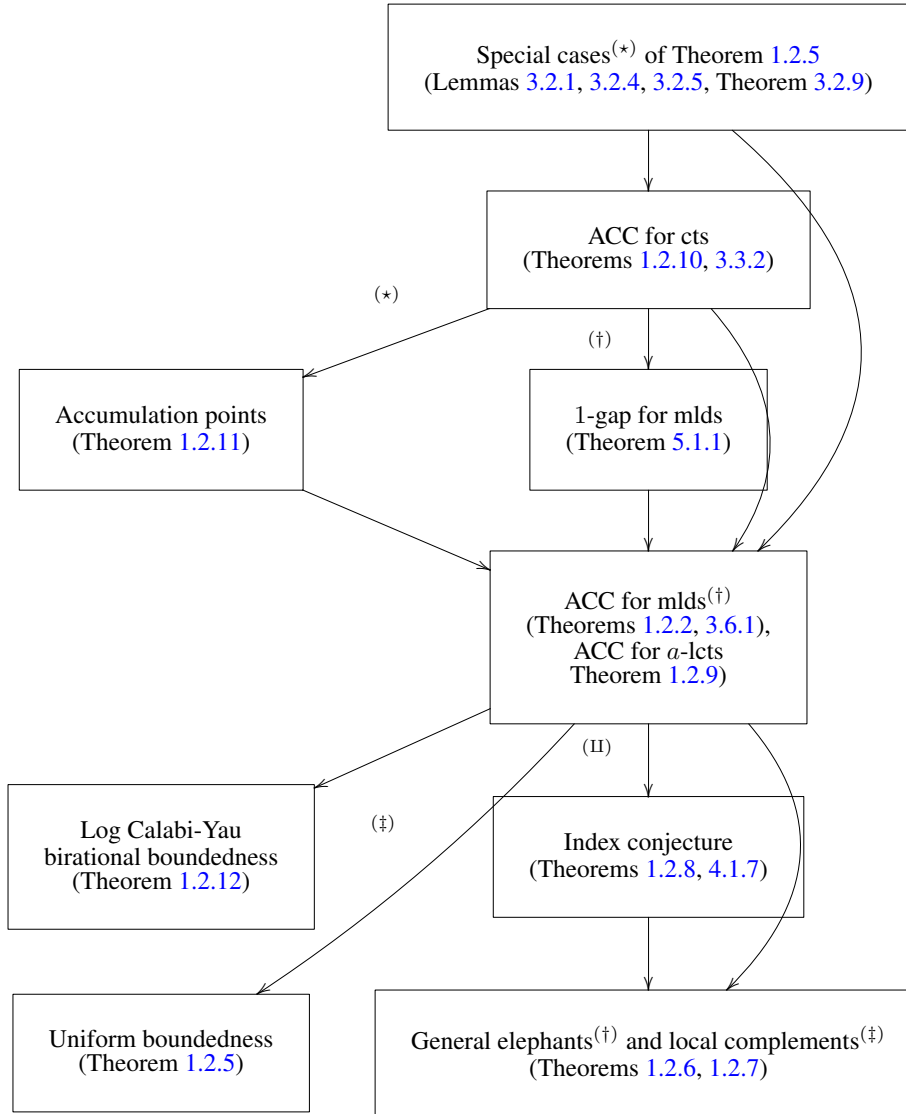 Special cases(⋆) of Theorem 1.2.5
(Lemmas 3.2.1, 3.2.4, 3.2.5, Theorem 3.2.9)
ACC for cts
(Theorems 1.2.10, 3.3.2)
(⋆)
(†)
Accumulation points
(Theorem 1.2.11)
1-gap for mlds
(Theorem 5.1.1)
ACC for mlds(†)
(Theorems 1.2.2, 3.6.1),
ACC for a-lcts
Theorem 1.2.9)
(II)
(‡)
Log Calabi-Yau
birational boundedness
(Theorem 1.2.12)
Index conjecture
(Theorems 1.2.8, 4.1.7)
Uniform boundedness
(Theorem 1.2.5)
General elephants(†) and local complements(‡)
(Theorems 1.2.6, 1.2.7)